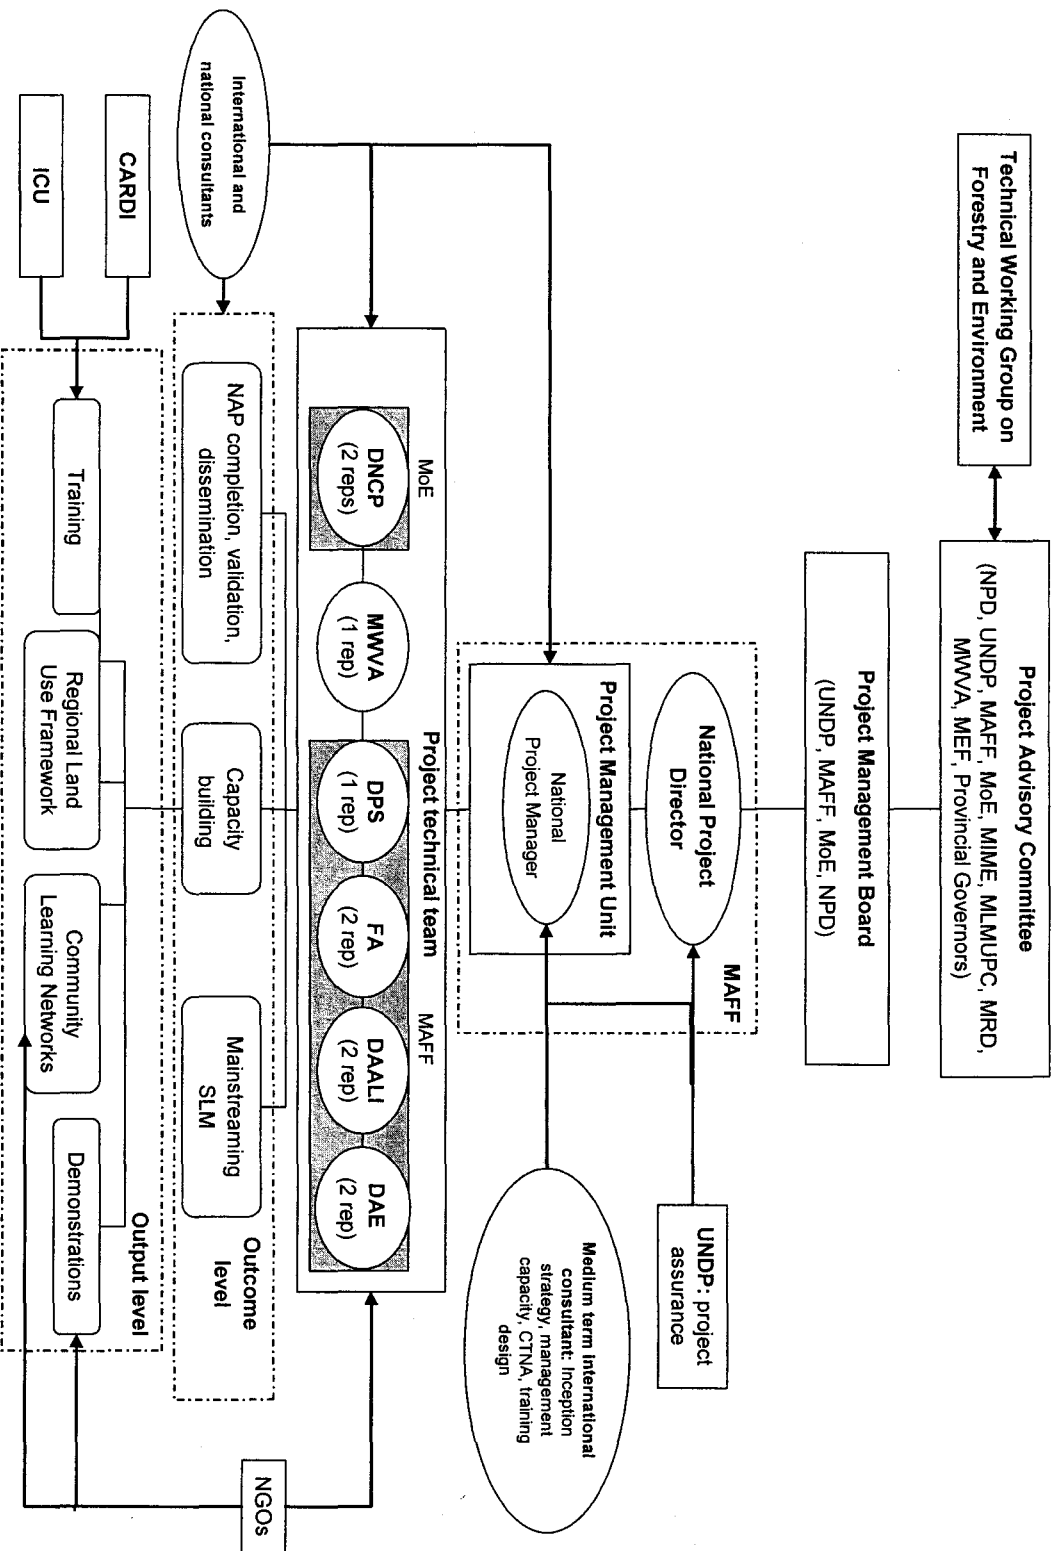 Technical Working Group on
Forestry and Environment
Project Advisory Committee
(NPD, UNDP, MAFF, MoE, MIME, MLMUPC, MRD,
MWVA, MEF, Provincial Governors)
Project Management Board
(UNDP, MAFF, MoE, NPD)
MAFF
National Project
Director
Project Management Unit
National
Project Manager
UNDP: project
assurance
Medium term international
consultant: Inception
strategy, management
capacity, CTNA, training
design
International and
national consultants
Project technical team
MoE
MAFF
DNCP
(2 reps)
MWVA
(1 rep)
DPS
(1 rep)
FA
(2 rep)
DAALI
(2 rep)
DAE
(2 rep)
Outcome
level
NAP completion, validation,
dissemination
Capacity
building
Mainstreaming
SLM
NGOs
CARDI
ICU
Output level
Training
Regional Land
Use Framework
Community
Learning Networks
Demonstrations